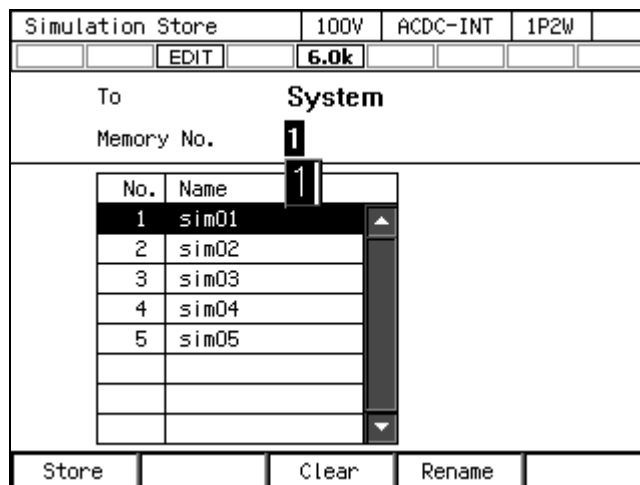 Simulation Store 100V ACDC-INT 1P2W
EDIT 6.0k
To System
Memory No. 1
1
No. Name
1 sim01
2 sim02
3 sim03
4 sim04
5 sim05
Store Clear Rename